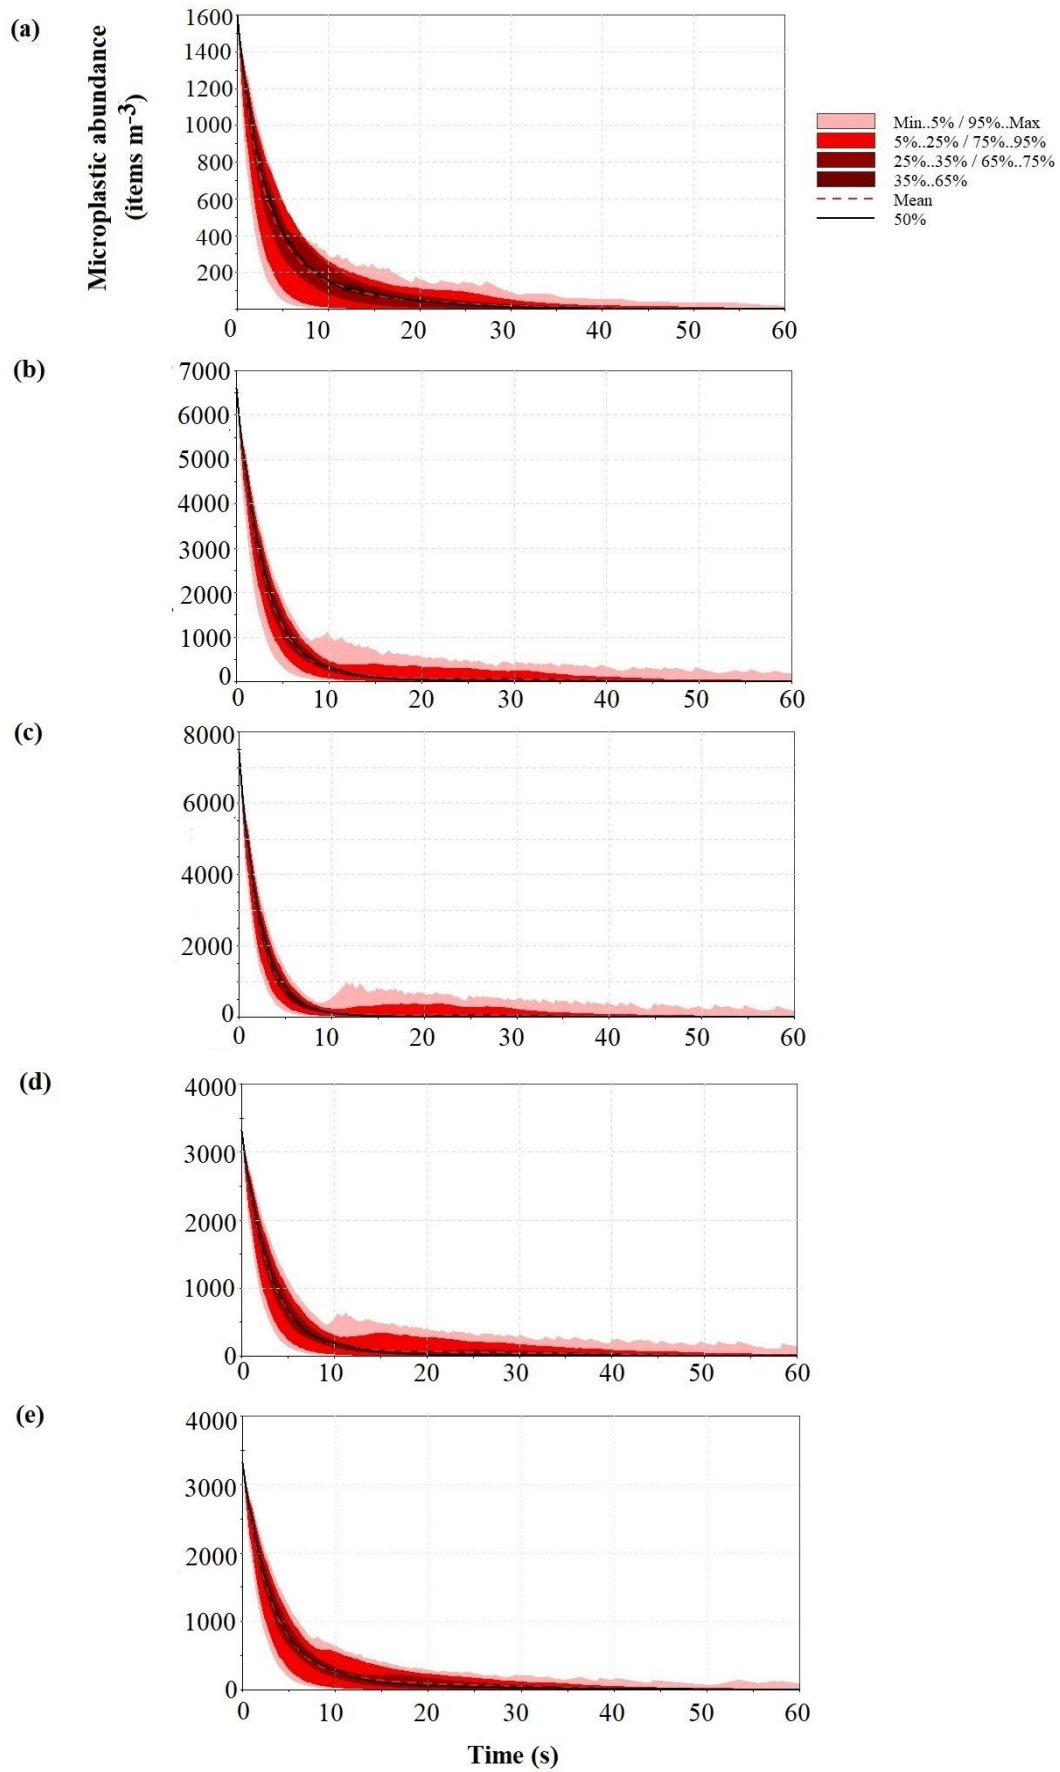 (a)
Microplastic abundance
(items m⁻³)
1600
1400
1200
1000
800
600
400
200
0 10 20 30 40 50 60
Min..5% / 95%..Max
5%..25% / 75%..95%
25%..35% / 65%..75%
35%..65%
Mean
50%
(b)
7000
6000
5000
4000
3000
2000
1000
0
0 10 20 30 40 50 60
(c)
8000
6000
4000
2000
0
0 10 20 30 40 50 60
(d)
4000
3000
2000
1000
0
0 10 20 30 40 50 60
(e)
4000
3000
2000
1000
0
0 10 20 30 40 50 60
Time (s)